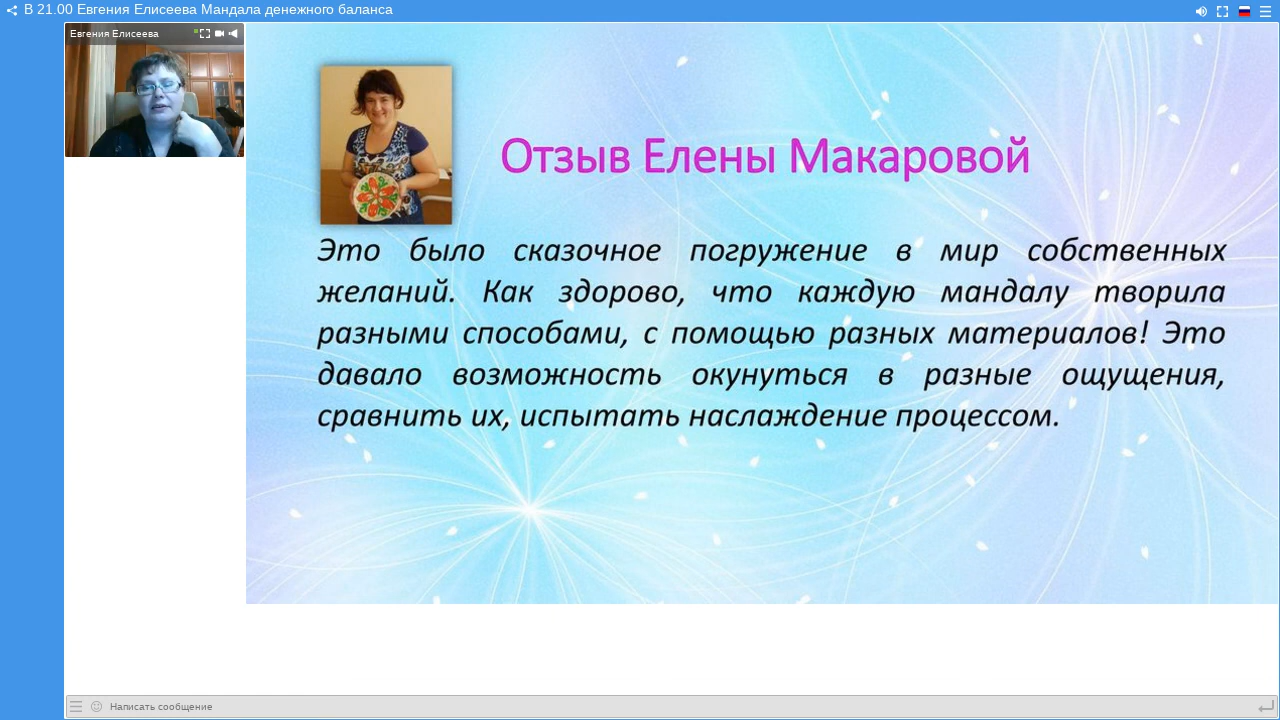 В 21.00 Евгения Елисеева Мандала денежного баланса
Евгения Елисеева
Отзыв Елены Макаровой
Это было сказочное погружение в мир собственных
желаний. Как здорово, что каждую мандалу творила
разными способами, с помощью разных материалов! Это
давало возможность окунуться в разные ощущения,
сравнить их, испытать наслаждение процессом.
Написать сообщение